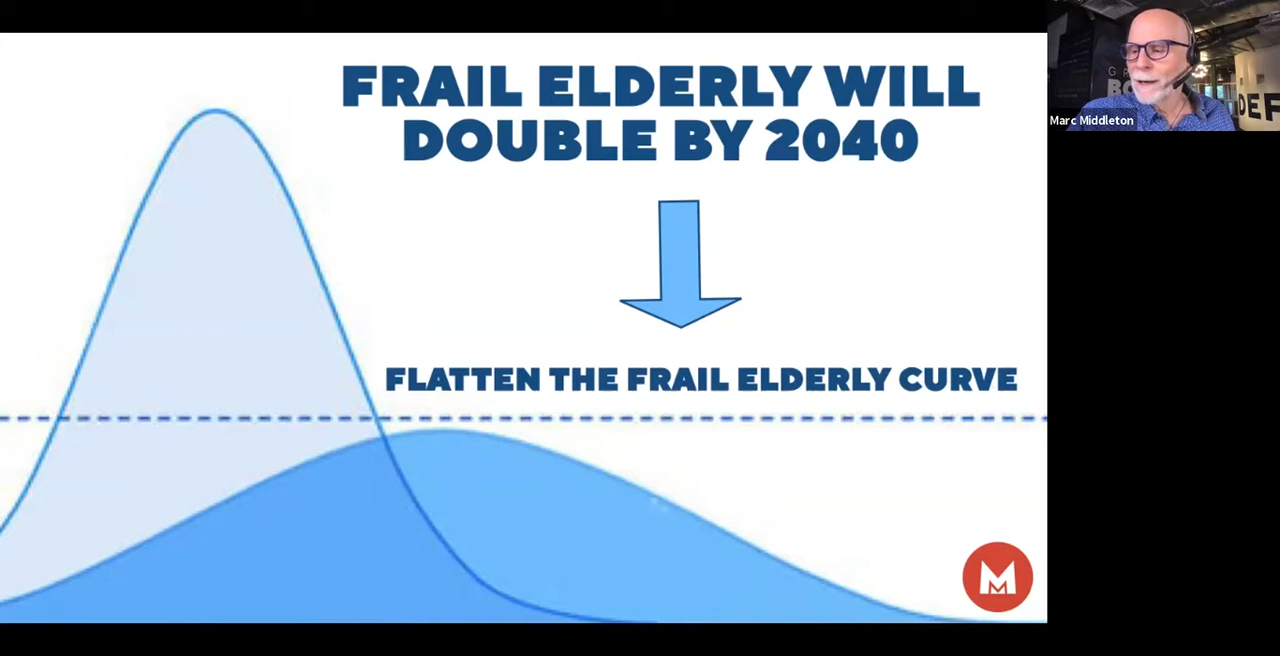 FRAIL ELDERLY WILL
DOUBLE BY 2040
FLATTEN THE FRAIL ELDERLY CURVE
M
Marc Middleton